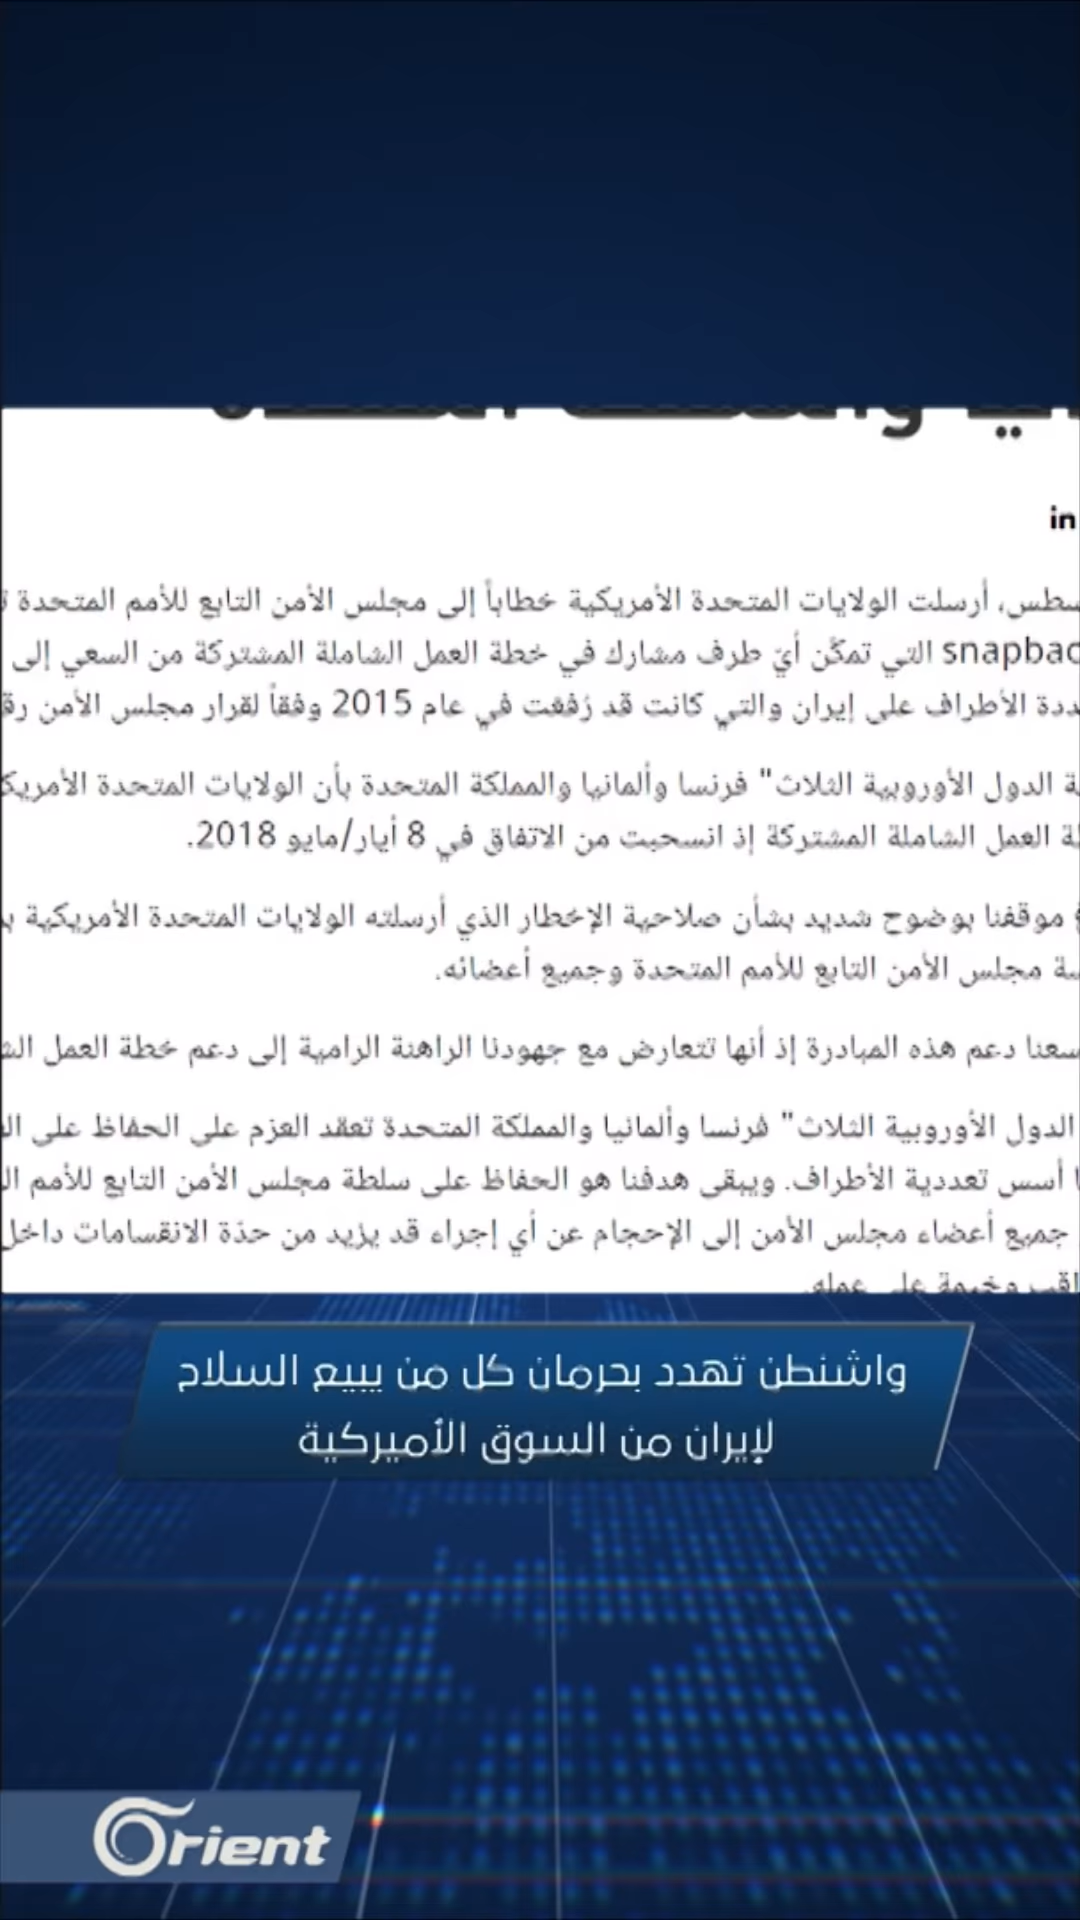 in
أرسلت الولايات المتحدة الأمريكية خطاباً إلى مجلس الأمن التابع للأمم المتحدة
التي تمكّن أيّ طرف مشارك في خطة العمل الشاملة المشتركة من السعي إلى
الأطراف على إيران والتي كانت قد رُفعت في عام 2015 وفقاً لقرار مجلس الأمن
الدول الأوروبية الثلاث" فرنسا وألمانيا والمملكة المتحدة بأن الولايات المتحدة
العمل الشاملة المشتركة إذ انسحبت من الاتفاق في 8 أيار/مايو 2018.
موقفنا بوضوح شديد بشأن صلاحية الإخطار الذي أرسلته الولايات المتحدة الأمريكية
مجلس الأمن التابع للأمم المتحدة وجميع أعضائه.
دعم هذه المبادرة إذ أنها تتعارض مع جهودنا الراهنة الرامية إلى دعم خطة العمل
الدول الأوروبية الثلاث" فرنسا وألمانيا والمملكة المتحدة تعقد العزم على الحفاظ على
أسس تعددية الأطراف. ويبقى هدفنا هو الحفاظ على سلطة مجلس الأمن التابع للأمم
جميع أعضاء مجلس الأمن إلى الإحجام عن أي إجراء قد يزيد من حدّة الانقسامات داخل
وخيمة على عمله.
واشنطن تهدد بحرمان كل من يبيع السلاح
لإيران من السوق الأميركية
Orient